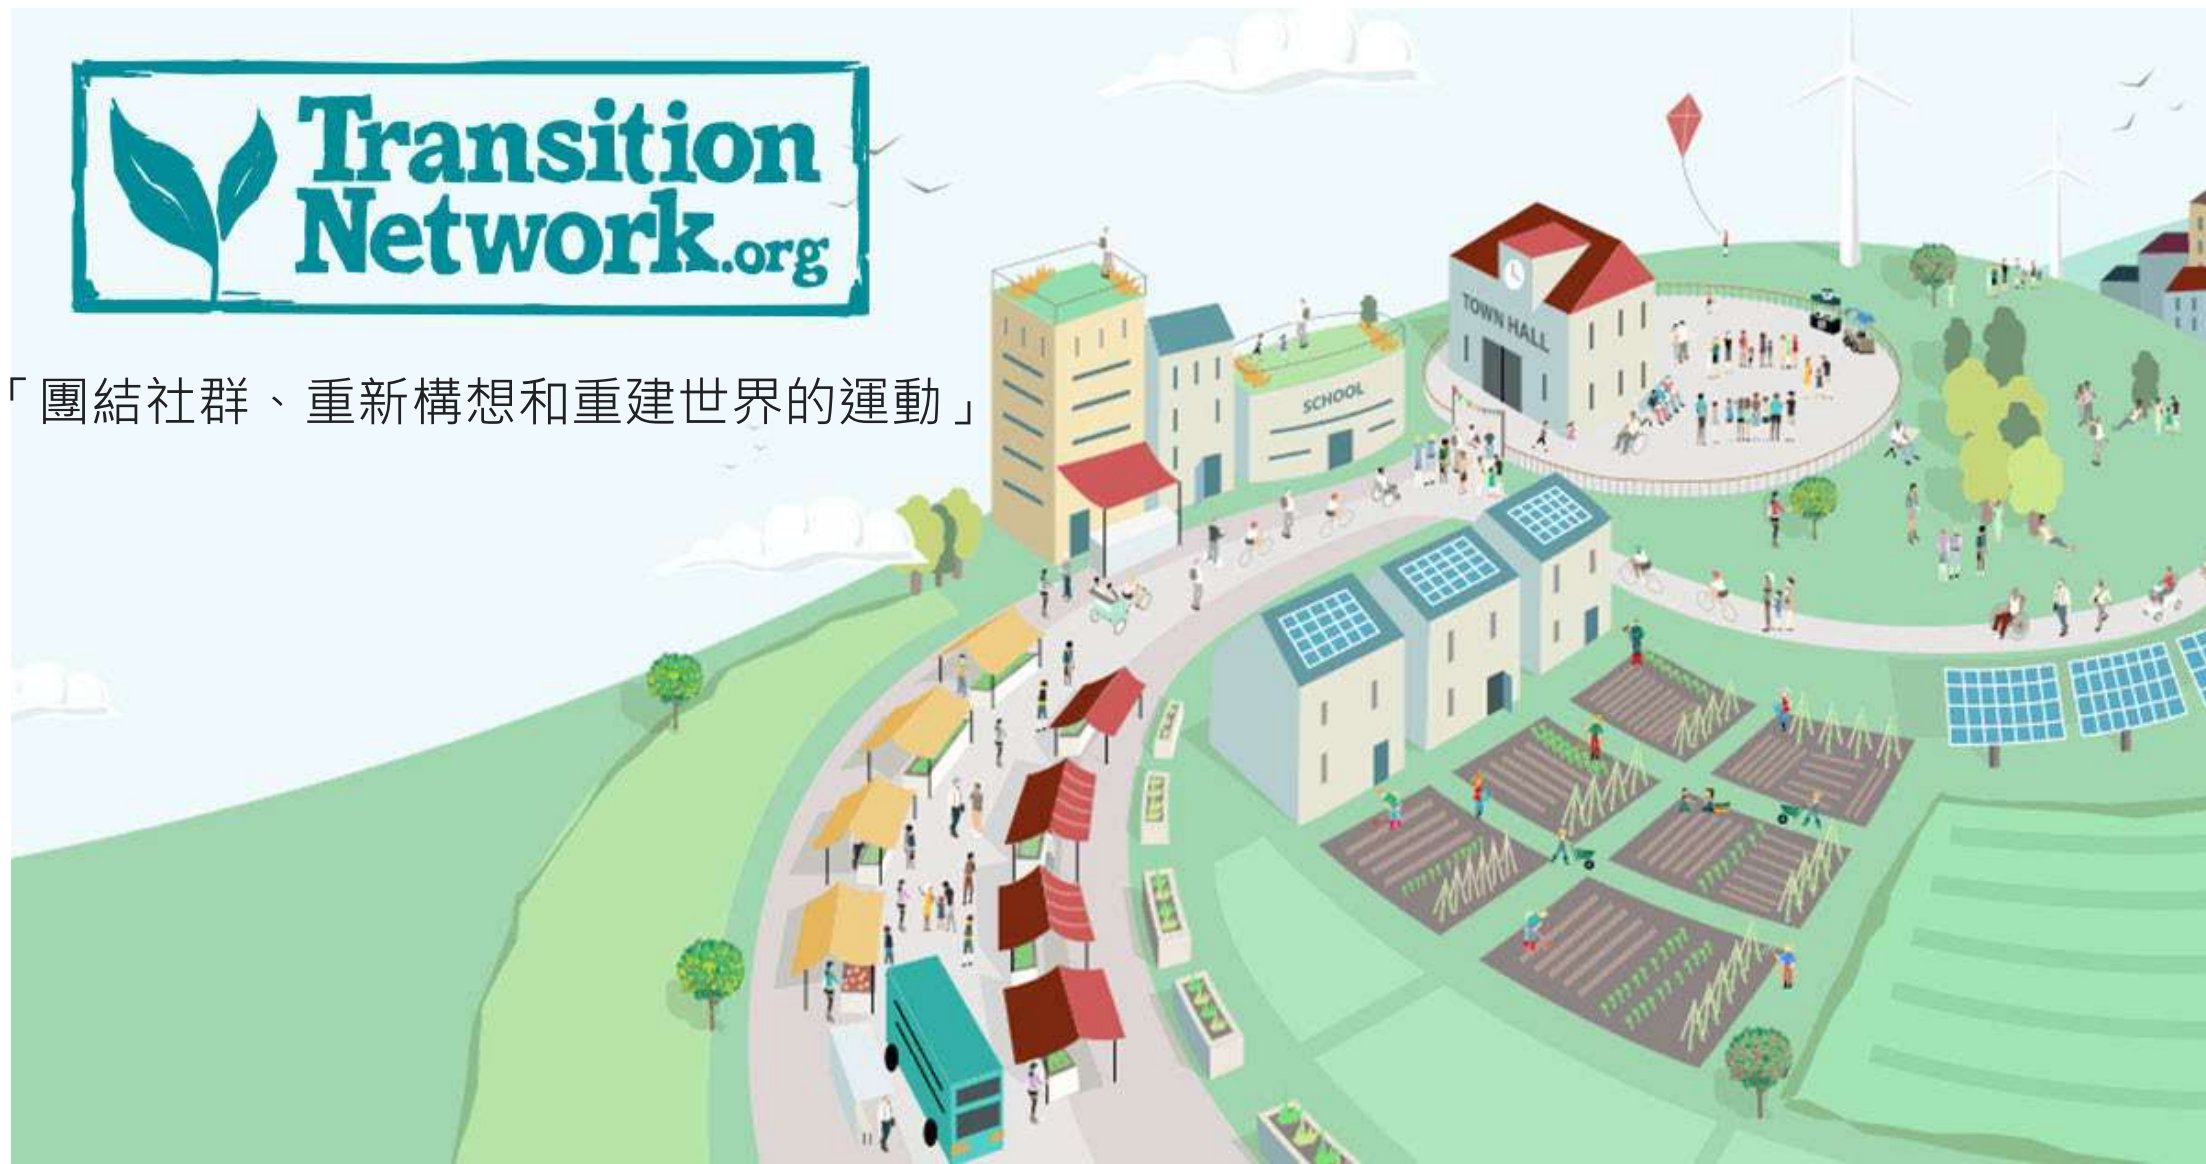 Transition
Network.org
「團結社群、重新構想和重建世界的運動」
TOWN HALL
SCHOOL